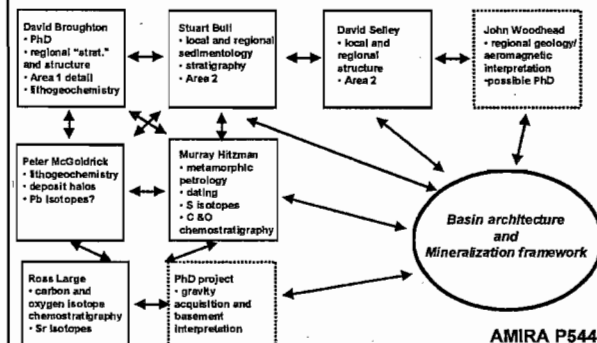 David Broughton
• PhD
• regional "strat."
and structure
• Area 1 detail
• lithogeochemistry
Stuart Bull
• local and regional
sedimentology
• stratigraphy
• Area 2
David Selley
• local and
regional
structure
• Area 2
John Woodhead
• regional geology/
aeromagnetic
interpretation
-possible PhD
Peter McGoldrick
• lithogeochemistry
• deposit halos
• Pb isotopes?
Murray Hitzman
• metamorphic
petrology
• dating
• S isotopes
• C &O
chemostratigraphy
Basin architecture
and
Mineralization framework
Ross Large
• carbon and
oxygen isotope
chemostratigraphy
• Sr isotopes
PhD project
• gravity
acquisition and
basement
interpretation
AMIRA P544